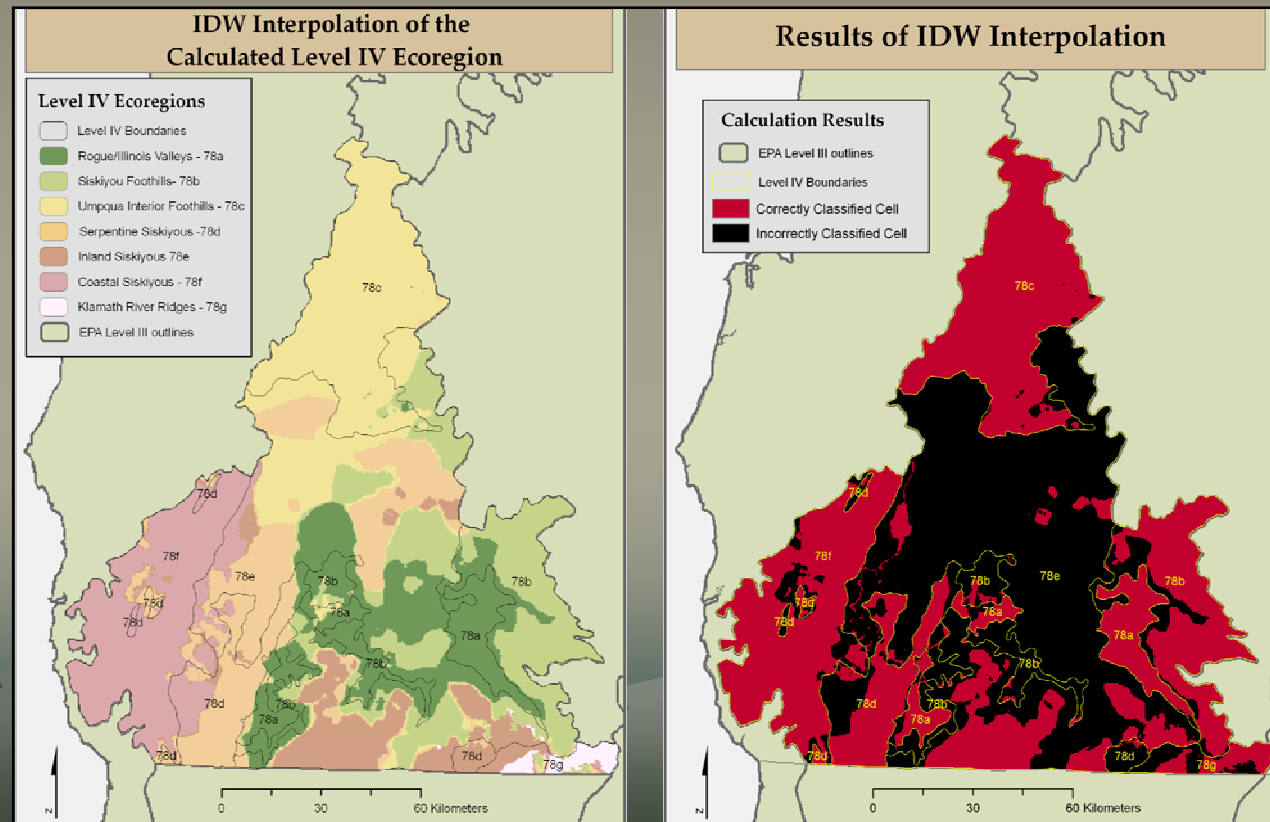 IDW Interpolation of the
Calculated Level IV Ecoregion
Level IV Ecoregions
Level IV Boundaries
Rogue/Illinois Valleys - 78a
Siskiyou Foothills- 78b
Umpqua Interior Foothills - 78c
Serpentine Siskiyous -78d
Inland Siskiyous 78e
Coastal Siskiyous - 78f
Klamath River Ridges - 78g
EPA Level III outlines
78c
78d
78f
78e
78b
78b
78d
78a
78d
78a
78b
78d
78b
78a
78d
78d
78g
N
0 30 60 Kilometers
Results of IDW Interpolation
Calculation Results
EPA Level III outlines
Level IV Boundaries
Correctly Classified Cell
Incorrectly Classified Cell
78c
78d
78f
78b
78e
78b
78d
78a
78d
78a
78b
78d
78b
78a
78d
78d
78g
N
0 30 60 Kilometers